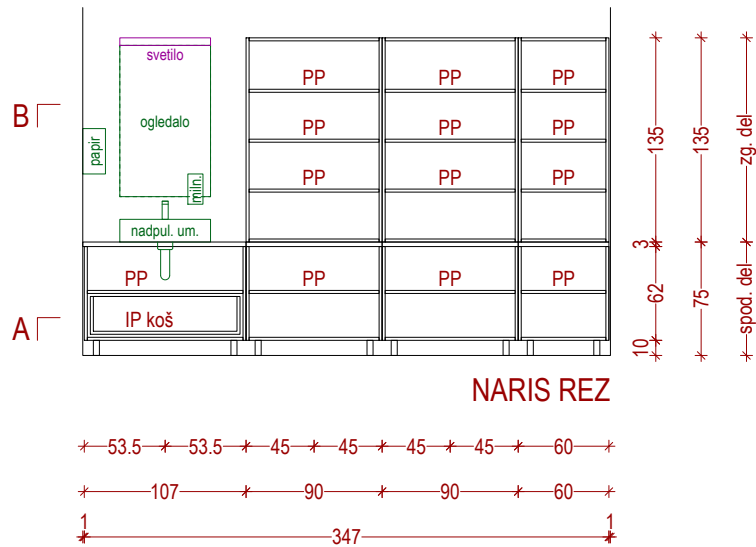 svetilo
PP PP PP
B
ogledalo
papir
PP PP PP
135
135
zg. del
miln.
PP PP PP
nadpul. um.
3
PP PP PP PP
62
75
spod. del
A
IP koš
10
NARIS REZ
53.5 53.5 45 45 45 45 60
107 90 90 60
1 347 1